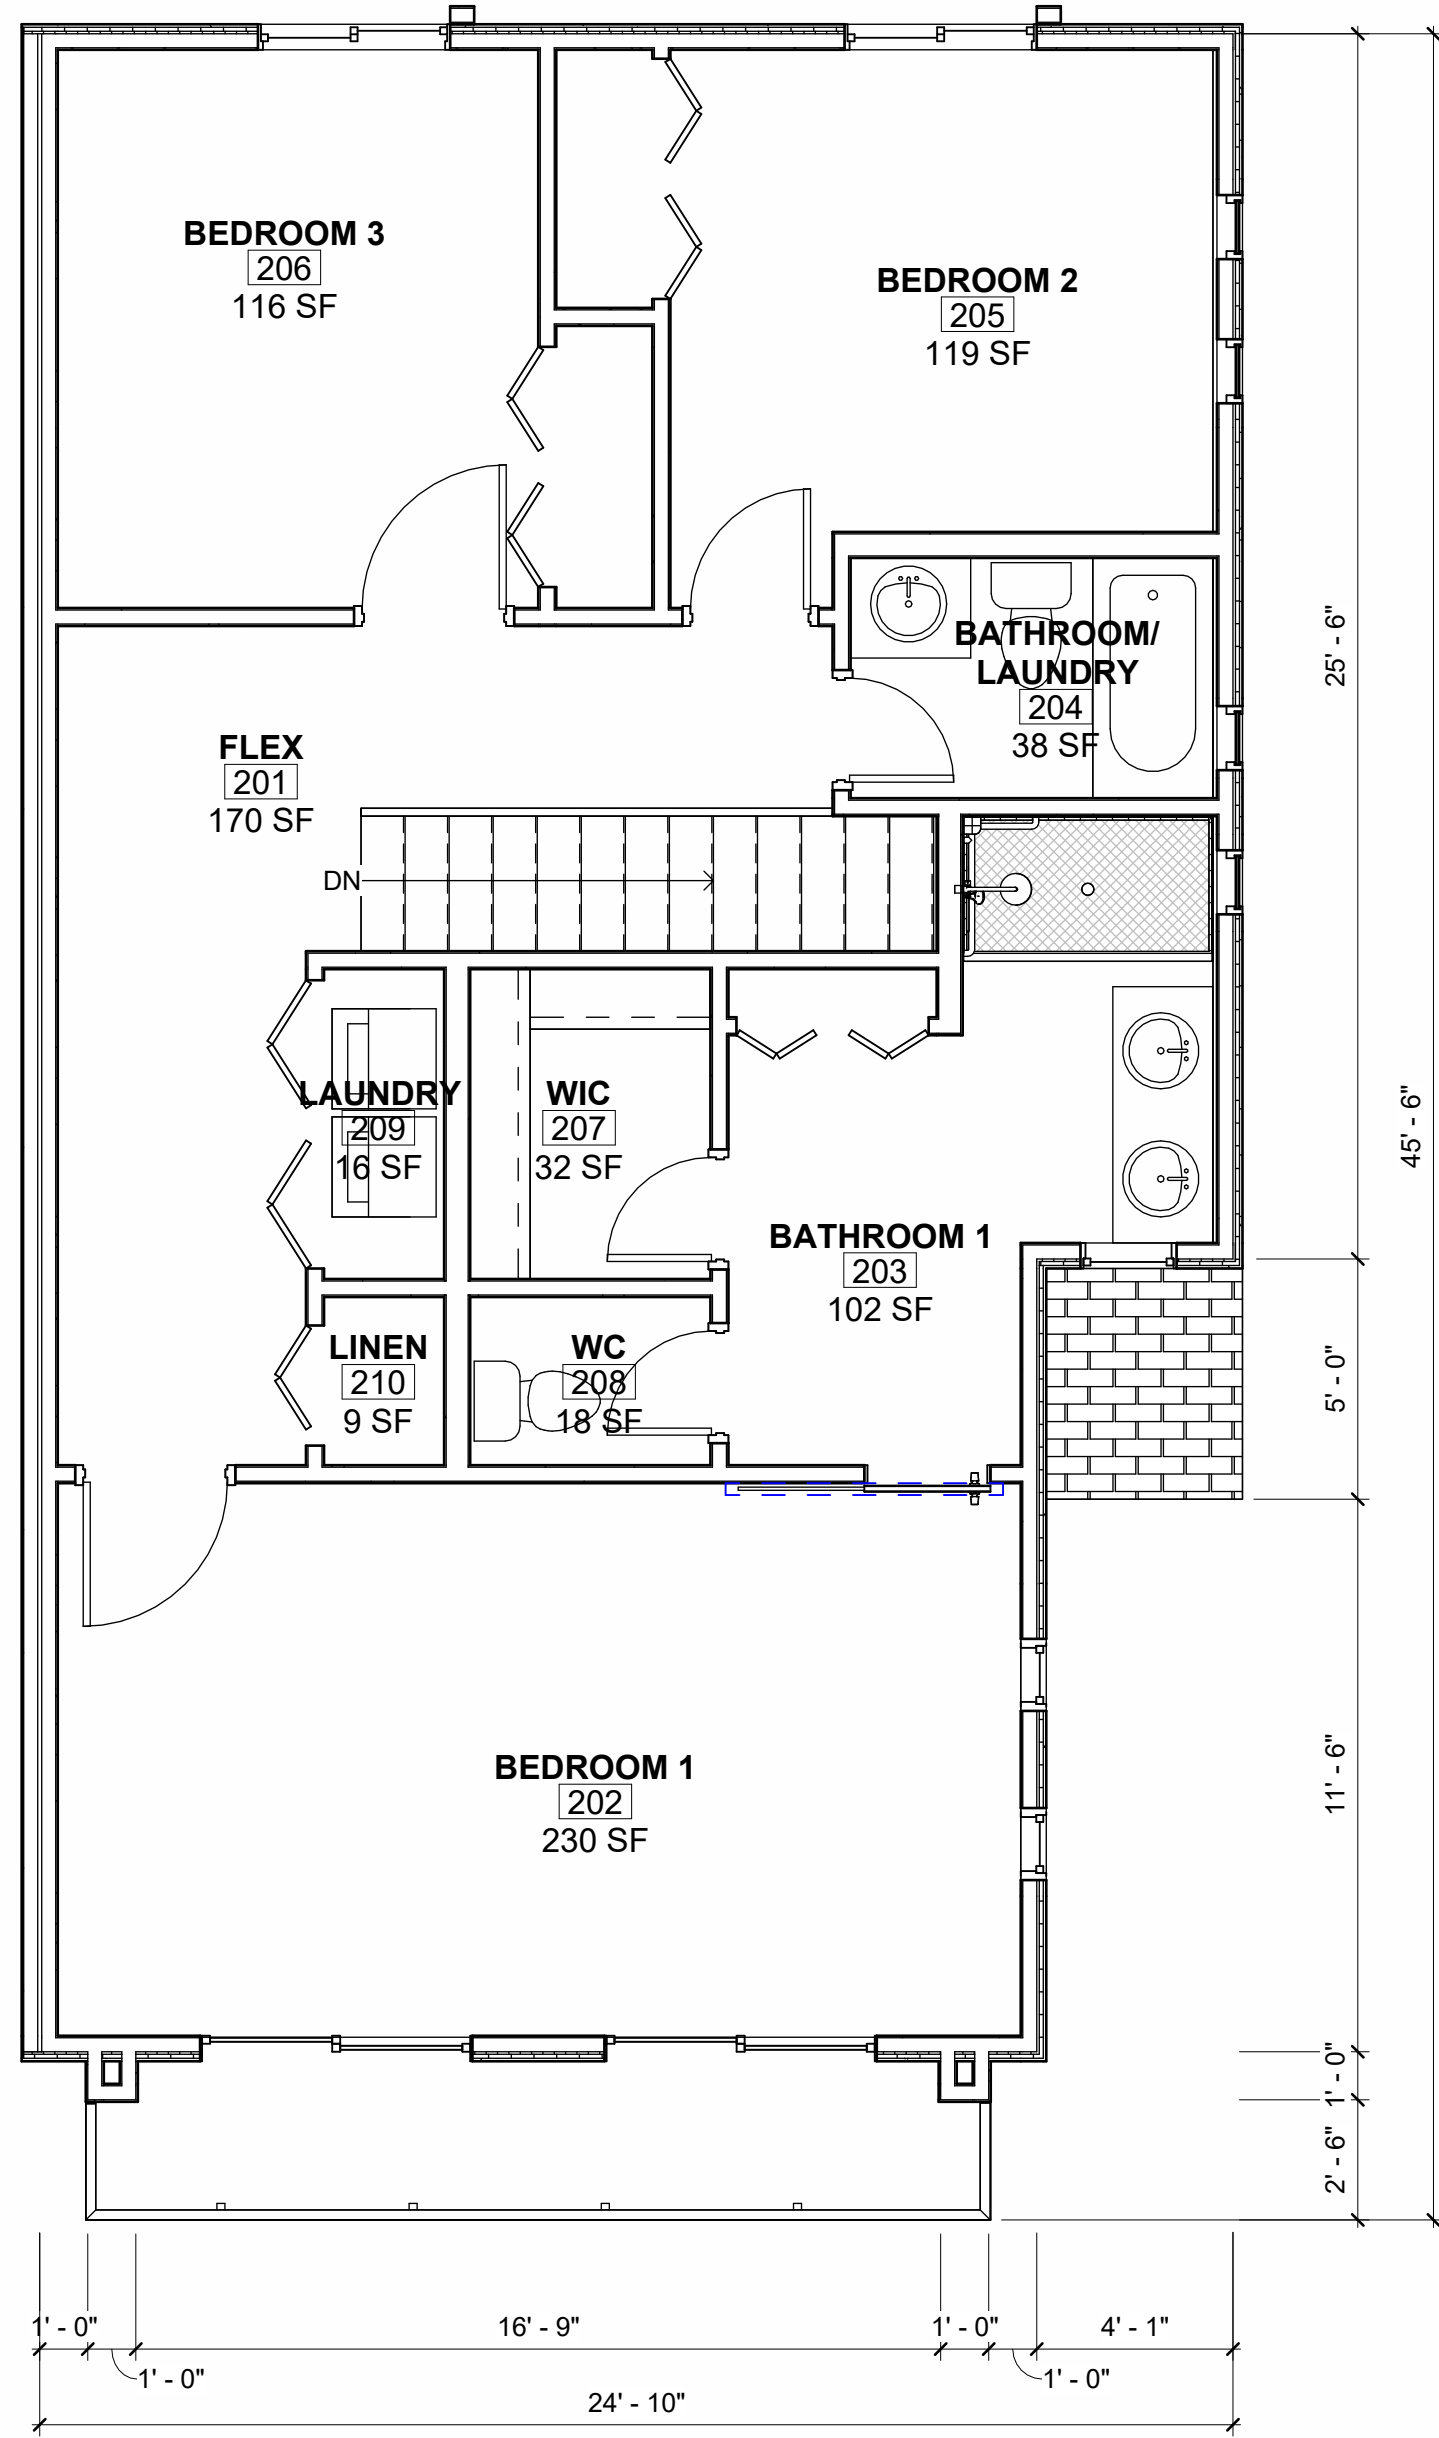 BEDROOM 3
206
116 SF
BEDROOM 2
205
119 SF
BATHROOM/
LAUNDRY
204
38 SF
FLEX
201
170 SF
DN
LAUNDRY
209
16 SF
WIC
207
32 SF
BATHROOM 1
203
102 SF
LINEN
210
9 SF
WC
208
18 SF
BEDROOM 1
202
230 SF
25' - 6"
45' - 6"
5' - 0"
11' - 6"
1' - 0"
2' - 6"
1' - 0"
16' - 9"
1' - 0"
4' - 1"
1' - 0"
1' - 0"
24' - 10"